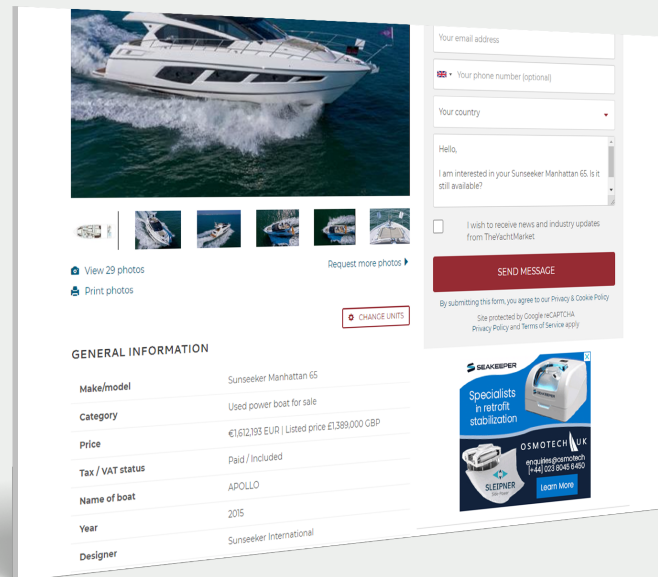 View 29 photos
Request more photos
Print photos
CHANGE UNITS
GENERAL INFORMATION
Make/model Sunseeker Manhattan 65
Category Used power boat for sale
Price €1,612,193 EUR | Listed price £1,389,000 GBP
Tax / VAT status Paid / Included
Name of boat APOLLO
Year 2015
Designer Sunseeker International
Your email address
Your phone number (optional)
Your country
Hello,
I am interested in your Sunseeker Manhattan 65. Is it
still available?
I wish to receive news and industry updates
from TheYachtMarket
SEND MESSAGE
By submitting this form, you agree to our Privacy & Cookie Policy
Site protected by Google reCAPTCHA
Privacy Policy and Terms of Service apply
SEAKEEPER
Specialists
in retrofit
stabilization
OSMOTECH UK
enquiries@osmotech
(+44) 023 8045 6450
SLEIPNER
Learn More